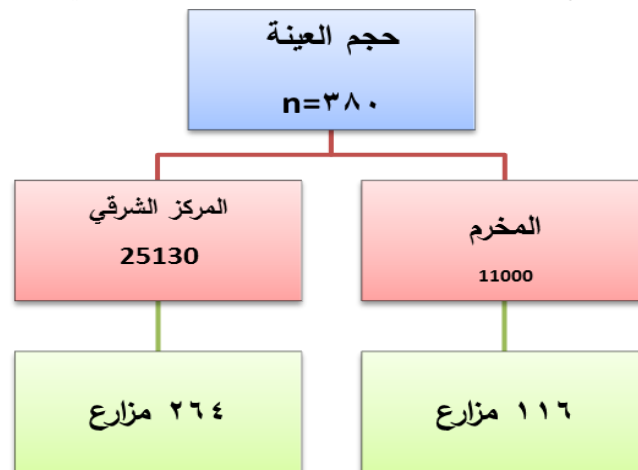 حجم العينة
n=٣٨٠
المخرم
11000
المركز الشرقي
25130
١١٦ مزارع
٢٦٤ مزارع